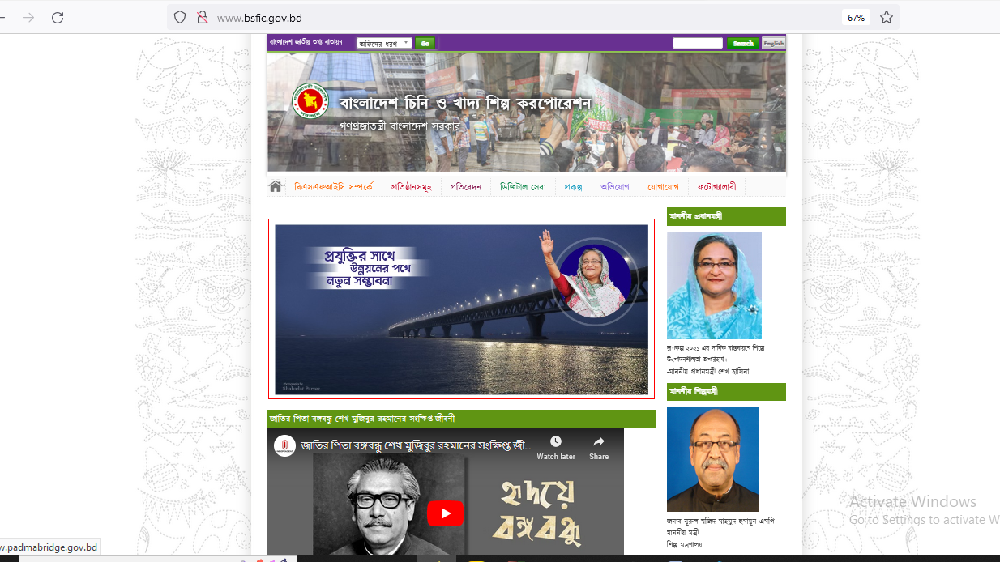 www.bsfic.gov.bd
67%
বাংলাদেশ জাতীয় তথ্য বাতায়ন
অফিসের ধরণ
Go
Search
English
বাংলাদেশ চিনি ও খাদ্য শিল্প করপোরেশন
গণপ্রজাতন্ত্রী বাংলাদেশ সরকার
বিএসএফআইসি সম্পর্কে
প্রতিষ্ঠানসমূহ
প্রতিবেদন
ডিজিটাল সেবা
প্রকল্প
অভিযোগ
যোগাযোগ
ফটোগ্যালারী
প্রযুক্তির সাথে
উন্নয়নের পথে
নতুন সম্ভাবনা
Photography by
Shahadat Parvez
জাতির পিতা বঙ্গবন্ধু শেখ মুজিবুর রহমানের সংক্ষিপ্ত জীবনী
জাতির পিতা বঙ্গবন্ধু শেখ মুজিবুর রহমানের সংক্ষিপ্ত জী...
Watch later
Share
হৃদয়ে
বঙ্গবন্ধু
মাননীয় প্রধানমন্ত্রী
রূপকল্প ২০২১ এর সার্বিক বাস্তবায়নে শিল্পে
উৎপাদনশীলতা অপরিহার্য।
-মাননীয় প্রধানমন্ত্রী শেখ হাসিনা
মাননীয় শিল্পমন্ত্রী
জনাব নূরুল মজিদ মাহমুদ হুমায়ূন এমপি
মাননীয় মন্ত্রী
শিল্প মন্ত্রণালয়
Activate Windows
Go to Settings to activate W
w.padmabridge.gov.bd